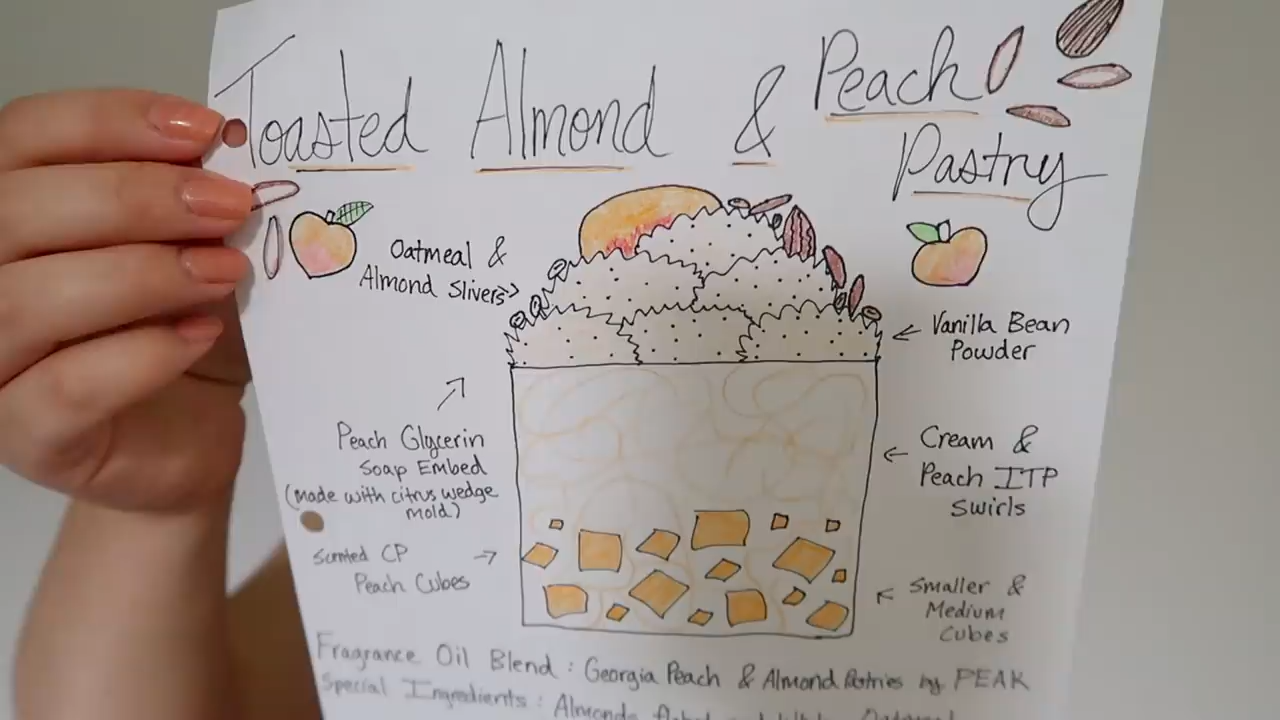 Toasted Almond & Peach
Pastry
Oatmeal &
Almond Slivers
Vanilla Bean
Powder
Peach Glycerin
Soap Embed
(made with citrus wedge
mold)
Cream &
Peach ITP
Swirls
Scented CP
Peach Cubes
Smaller &
Medium
Cubes
Fragrance Oil Blend : Georgia Peach & Almond Pastries by PEAK
Special Ingredients : Almonds